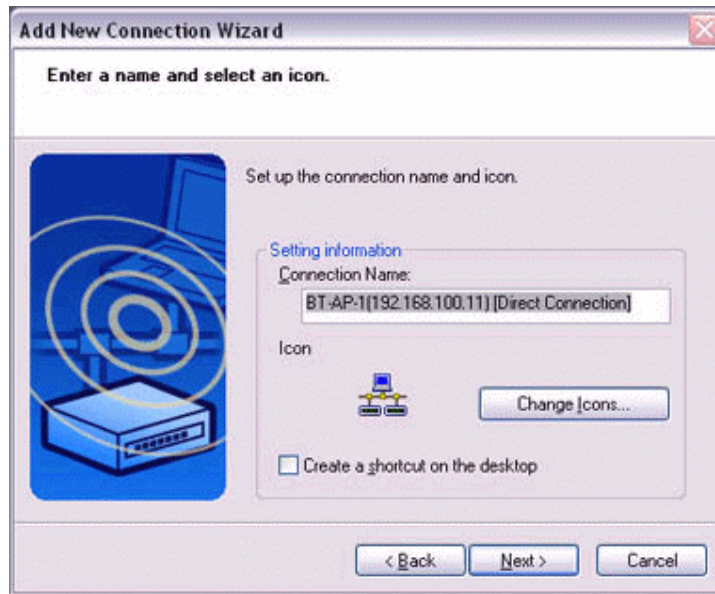 Add New Connection Wizard
Enter a name and select an icon.
Set up the connection name and icon.
Setting information
Connection Name:
BT-AP-1(192.168.100.11) [Direct Connection]
Icon
Change Icons...
Create a shortcut on the desktop
< Back Next > Cancel